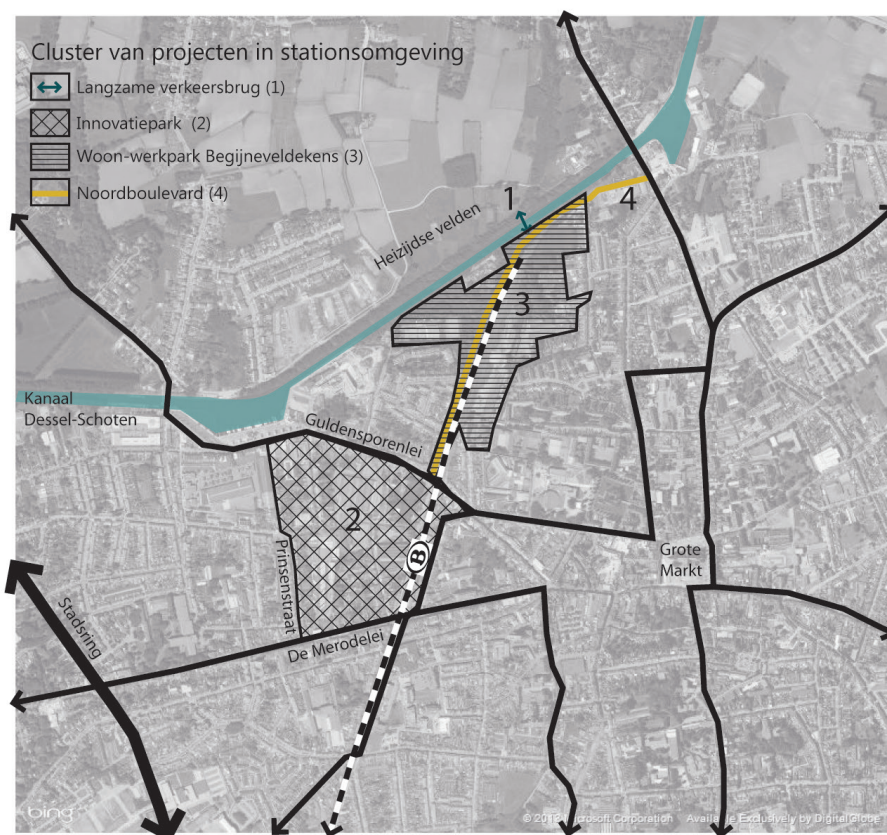 Cluster van projecten in stationsomgeving
Langzame verkeersbrug (1)
Innovatiepark (2)
Woon-werkpark Begijneveldekens (3)
Noordboulevard (4)
1
4
Heizijdse velden
3
Kanaal
Dessel-Schoten
Guldensporenlei
2
Prinsenstraat
B
Grote
Markt
Stadsring
De Merodelei
bing
© 2013 Microsoft Corporation Available Exclusively by DigitalGlobe